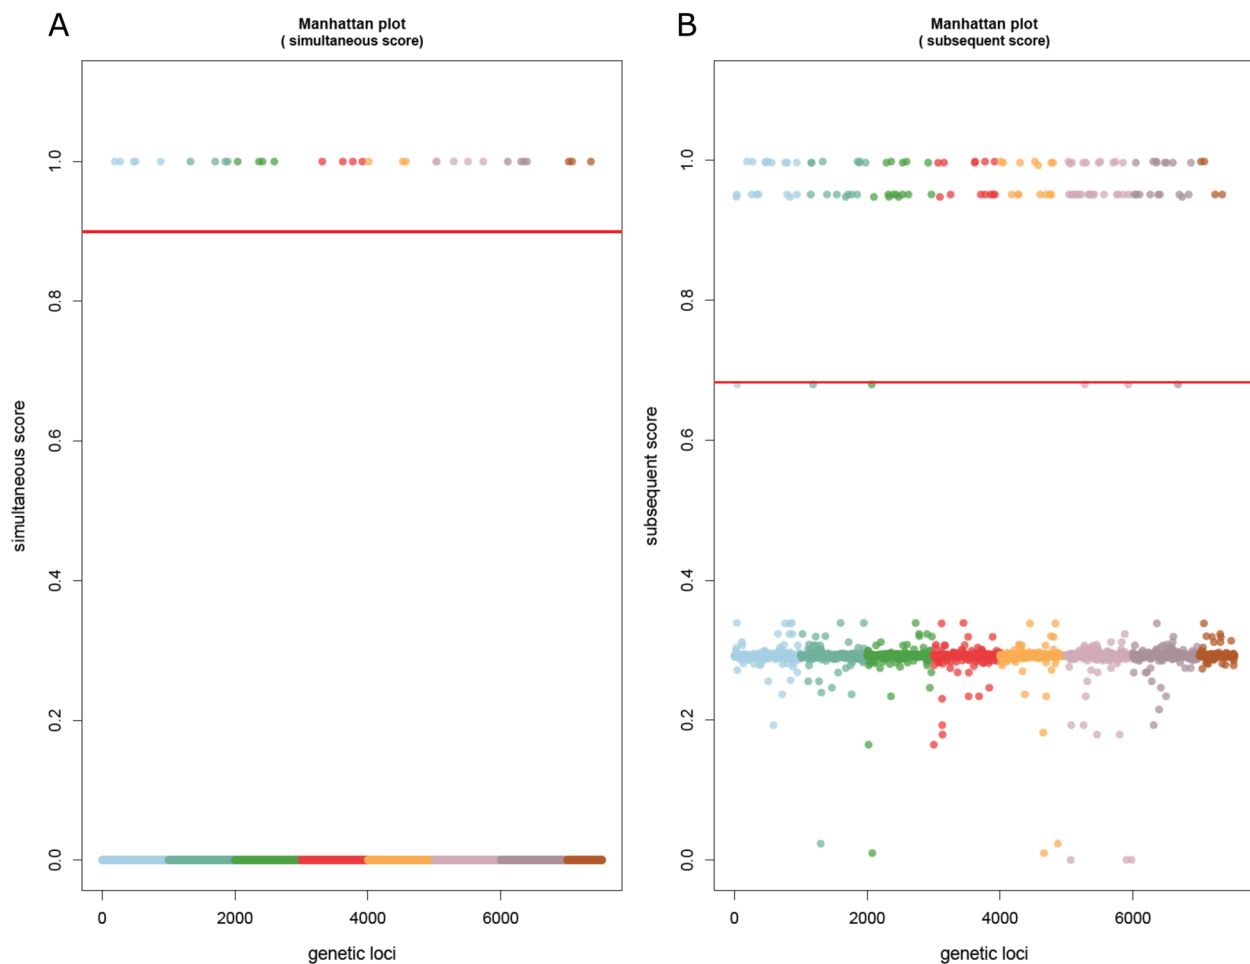 A
Manhattan plot
( simultaneous score)
simultaneous score
1.0
0.8
0.6
0.4
0.2
0.0
0
2000
4000
6000
genetic loci
B
Manhattan plot
( subsequent score)
subsequent score
1.0
0.8
0.6
0.4
0.2
0.0
0
2000
4000
6000
genetic loci